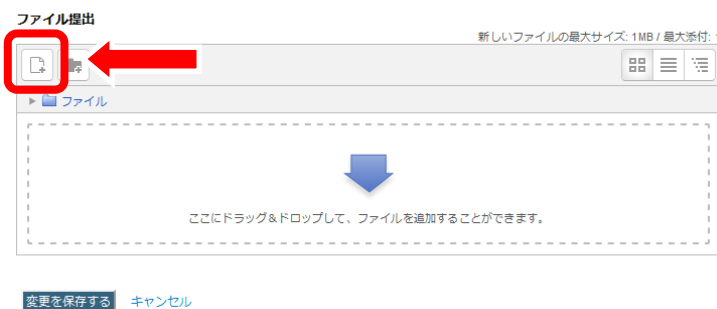 ファイル提出
新しいファイルの最大サイズ: 1MB / 最大添付:
ファイル
ここにドラッグ&ドロップして、ファイルを追加することができます。
変更を保存する キャンセル